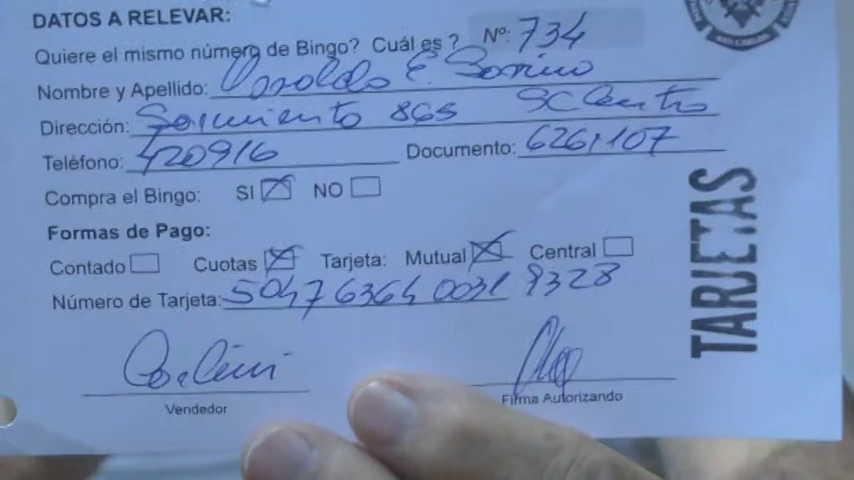 DATOS A RELEVAR:
Quiere el mismo número de Bingo? Cuál es? Nº: 734
Nombre y Apellido: Osvaldo E.
Dirección: Sarmiento 865 SC Centro
Teléfono: 420916 Documento: 6261107
Compra el Bingo: SI NO
Formas de Pago:
Contado Cuotas Tarjeta: Mutual Central
Número de Tarjeta: 5047 6364 0031 9328
Vendedor
Firma Autorizando
TARJETAS